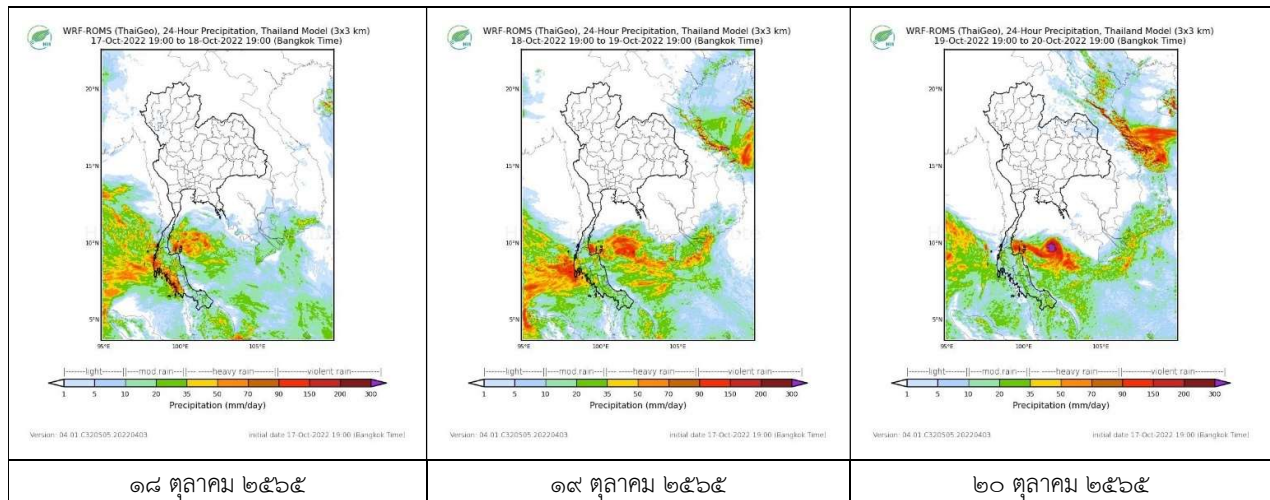 WRF-ROMS (ThaiGeo), 24-Hour Precipitation, Thailand Model (3x3 km)
17-Oct-2022 19:00 to 18-Oct-2022 19:00 (Bangkok Time)
20°N
15°N
10°N
5°N
95°E 100°E 105°E
|-------light-------||----mod rain---||--- ----heavy rain----||-------violent rain-------|
1 5 10 20 35 50 70 90 150 200 300
Precipitation (mm/day)
Version: 04.01.C320505.20220403 initial date 17-Oct-2022 19:00 (Bangkok Time)
๑๘ ตุลาคม ๒๕๖๕
WRF-ROMS (ThaiGeo), 24-Hour Precipitation, Thailand Model (3x3 km)
18-Oct-2022 19:00 to 19-Oct-2022 19:00 (Bangkok Time)
20°N
15°N
10°N
5°N
95°E 100°E 105°E
|-------light-------||----mod rain---||--- ----heavy rain----||-------violent rain-------|
1 5 10 20 35 50 70 90 150 200 300
Precipitation (mm/day)
Version: 04.01.C320505.20220403 initial date 17-Oct-2022 19:00 (Bangkok Time)
๑๙ ตุลาคม ๒๕๖๕
WRF-ROMS (ThaiGeo), 24-Hour Precipitation, Thailand Model (3x3 km)
19-Oct-2022 19:00 to 20-Oct-2022 19:00 (Bangkok Time)
20°N
15°N
10°N
5°N
95°E 100°E 105°E
|-------light-------||----mod rain---||--- ----heavy rain----||-------violent rain-------|
1 5 10 20 35 50 70 90 150 200 300
Precipitation (mm/day)
Version: 04.01.C320505.20220403 initial date 17-Oct-2022 19:00 (Bangkok Time)
๒๐ ตุลาคม ๒๕๖๕